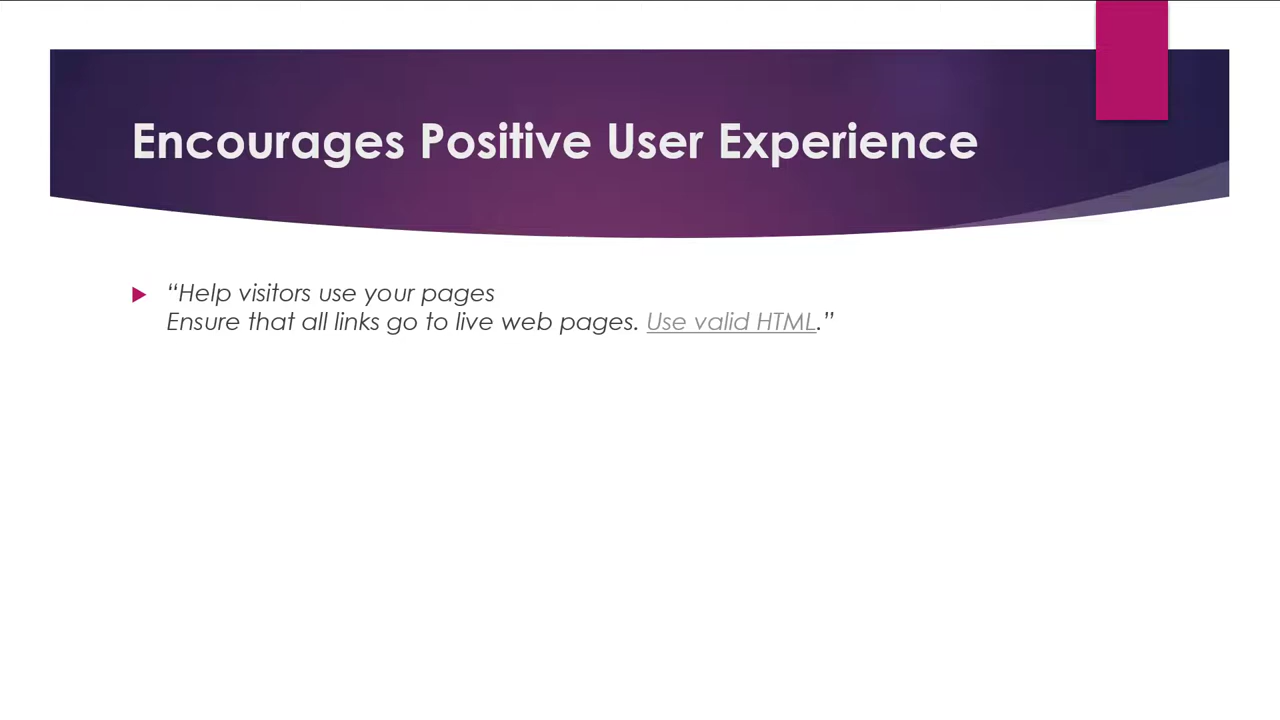 Encourages Positive User Experience
“Help visitors use your pages
Ensure that all links go to live web pages. Use valid HTML.”